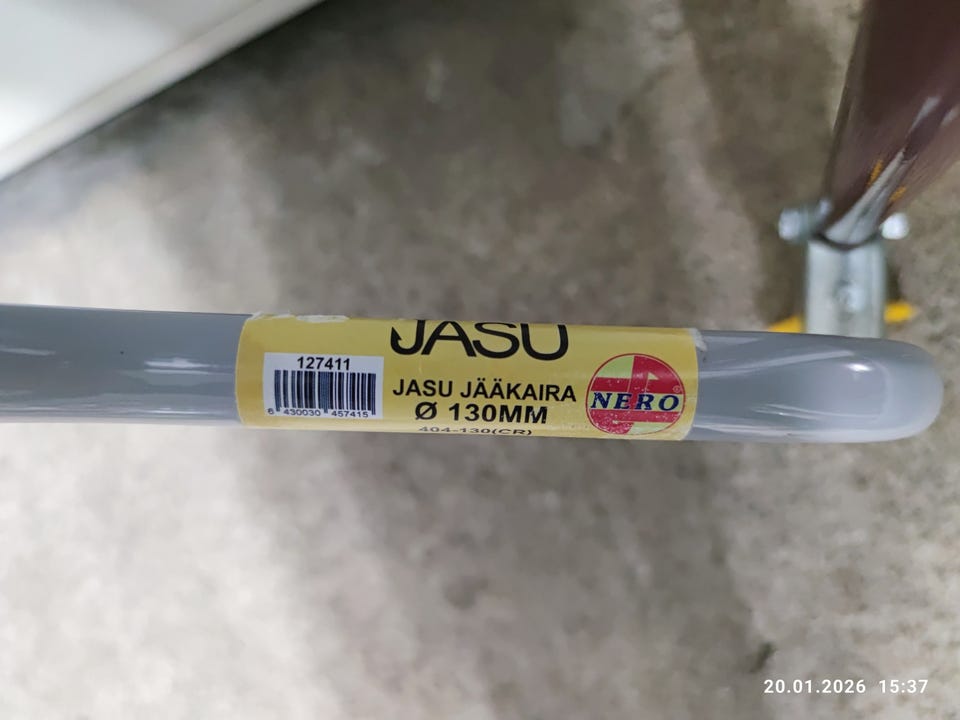 JASU
127411
6 430030 457415
JASU JÄÄKAIRA
Ø 130MM
404-130(CR)
NERO
®
20.01.2026 15:37